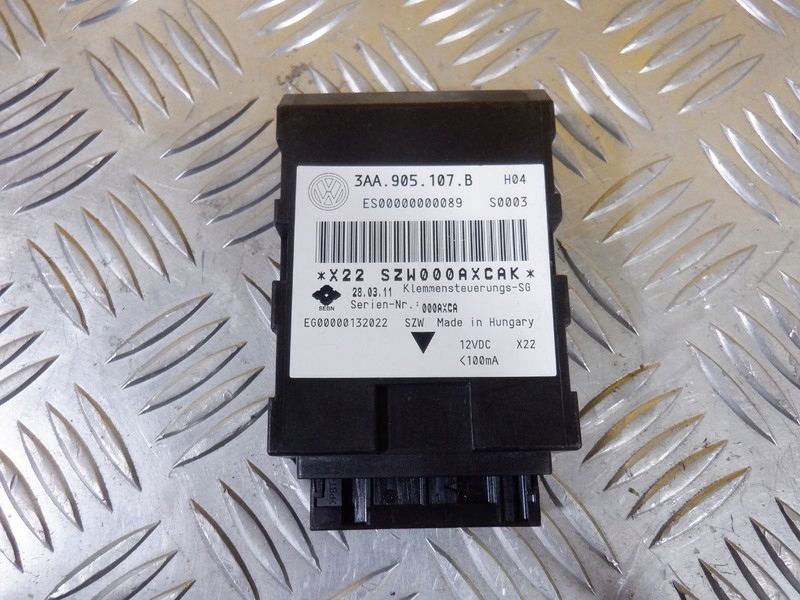 3AA.905.107.B H04
ES00000000089 S0003
*X22 SZW000AXCAK*
28.03.11 Klemmensteuerungs-SG
SEBN Serien-Nr.: 000AXCA
EG00000132022 SZW Made in Hungary
12VDC X22
<100mA